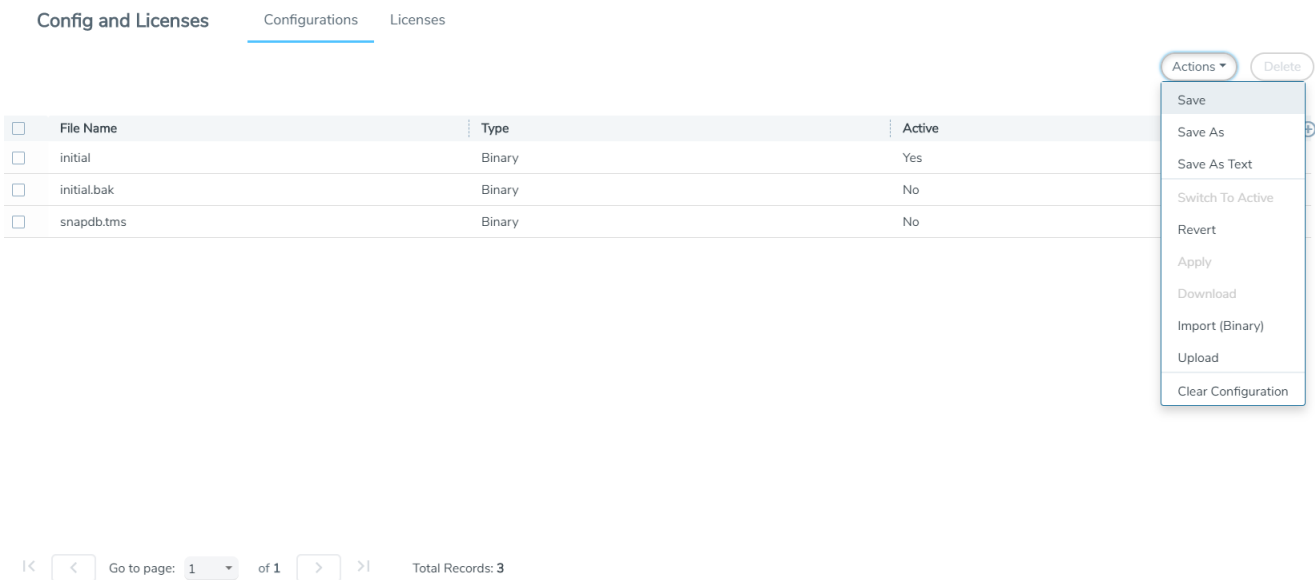 Config and Licenses Configurations Licenses
Actions Delete
Save
Save As
Save As Text
Switch To Active
Revert
Apply
Download
Import (Binary)
Upload
Clear Configuration
File Name Type Active
initial Binary Yes
initial.bak Binary No
snapdb.tms Binary No
Go to page: 1 of 1 Total Records: 3